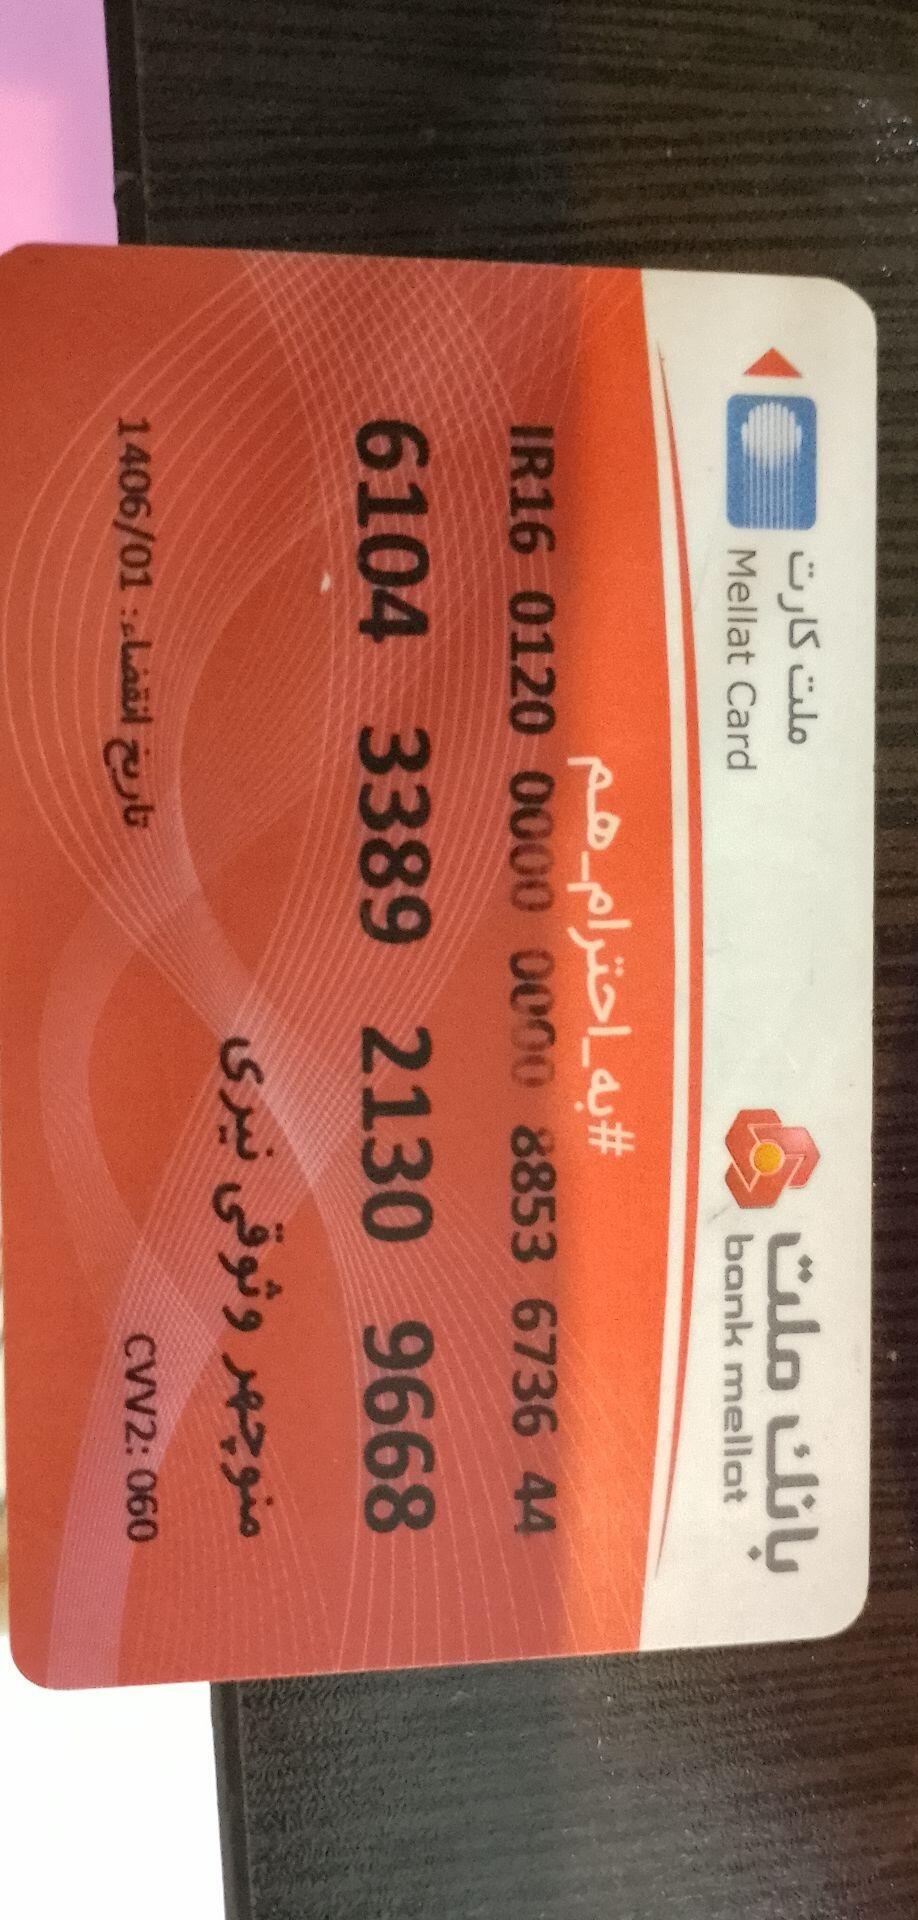 ملت کارت
Mellat Card
بانک ملت
bank mellat
#به_احترام_هم
IR16 0120 0000 0000 8853 6736 44
6104 3389 2130 9668
منوچهر وثوقی نیری
تاریخ انقضاء: 1406/01
CVV2: 060